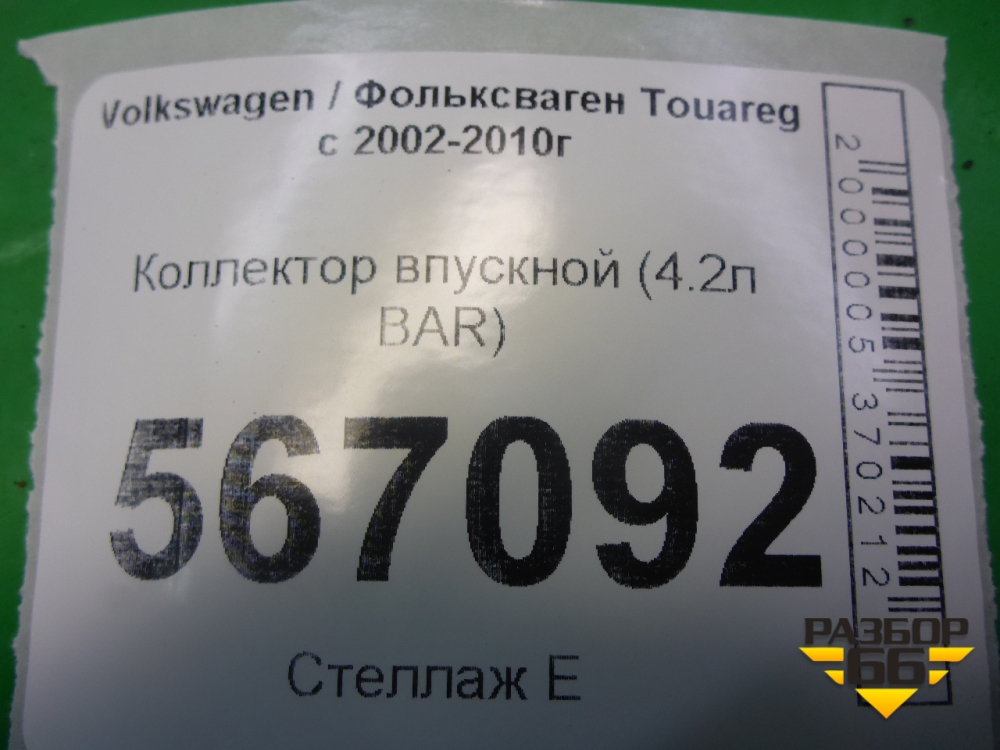 Volkswagen / Фольксваген Touareg
с 2002-2010г
Коллектор впускной (4.2л
BAR)
567092
Стеллаж Е
2000005370212
РАЗБОР
66